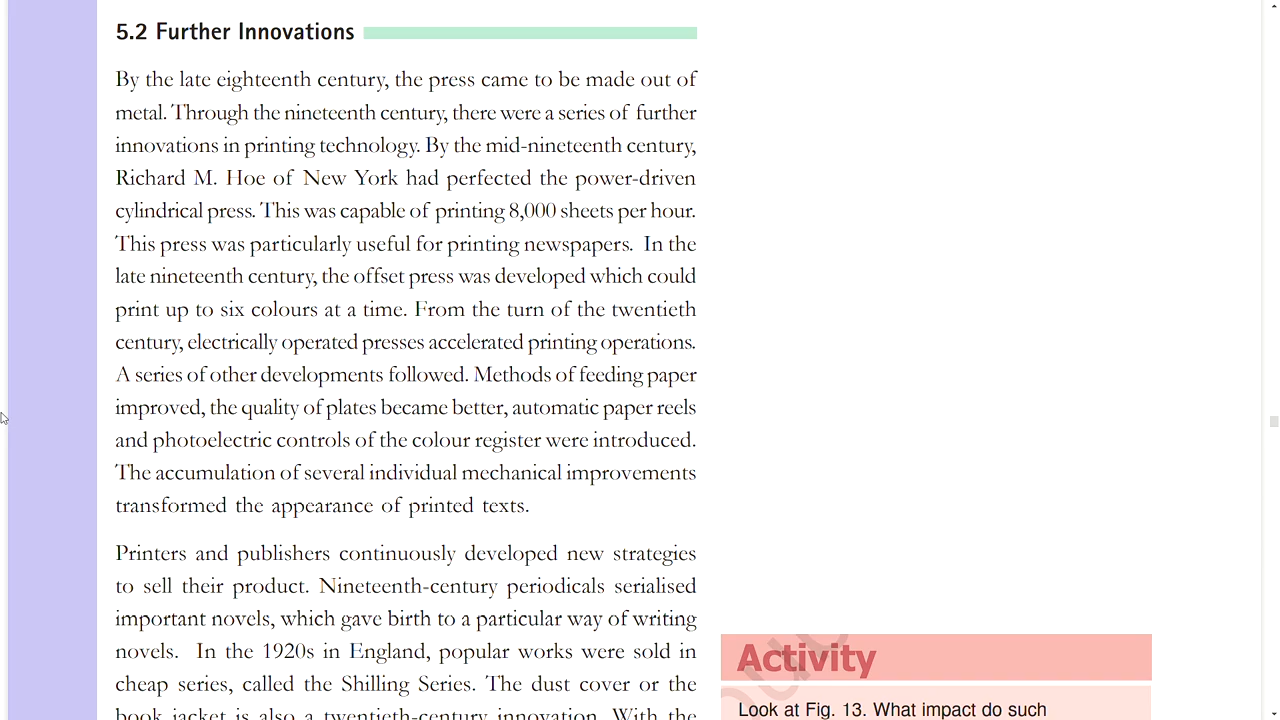 5.2 Further Innovations
By the late eighteenth century, the press came to be made out of
metal. Through the nineteenth century, there were a series of further
innovations in printing technology. By the mid-nineteenth century,
Richard M. Hoe of New York had perfected the power-driven
cylindrical press. This was capable of printing 8,000 sheets per hour.
This press was particularly useful for printing newspapers. In the
late nineteenth century, the offset press was developed which could
print up to six colours at a time. From the turn of the twentieth
century, electrically operated presses accelerated printing operations.
A series of other developments followed. Methods of feeding paper
improved, the quality of plates became better, automatic paper reels
and photoelectric controls of the colour register were introduced.
The accumulation of several individual mechanical improvements
transformed the appearance of printed texts.
Printers and publishers continuously developed new strategies
to sell their product. Nineteenth-century periodicals serialised
important novels, which gave birth to a particular way of writing
novels. In the 1920s in England, popular works were sold in
cheap series, called the Shilling Series. The dust cover or the
book jacket is also a twentieth-century innovation. With the
Activity
Look at Fig. 13. What impact do such